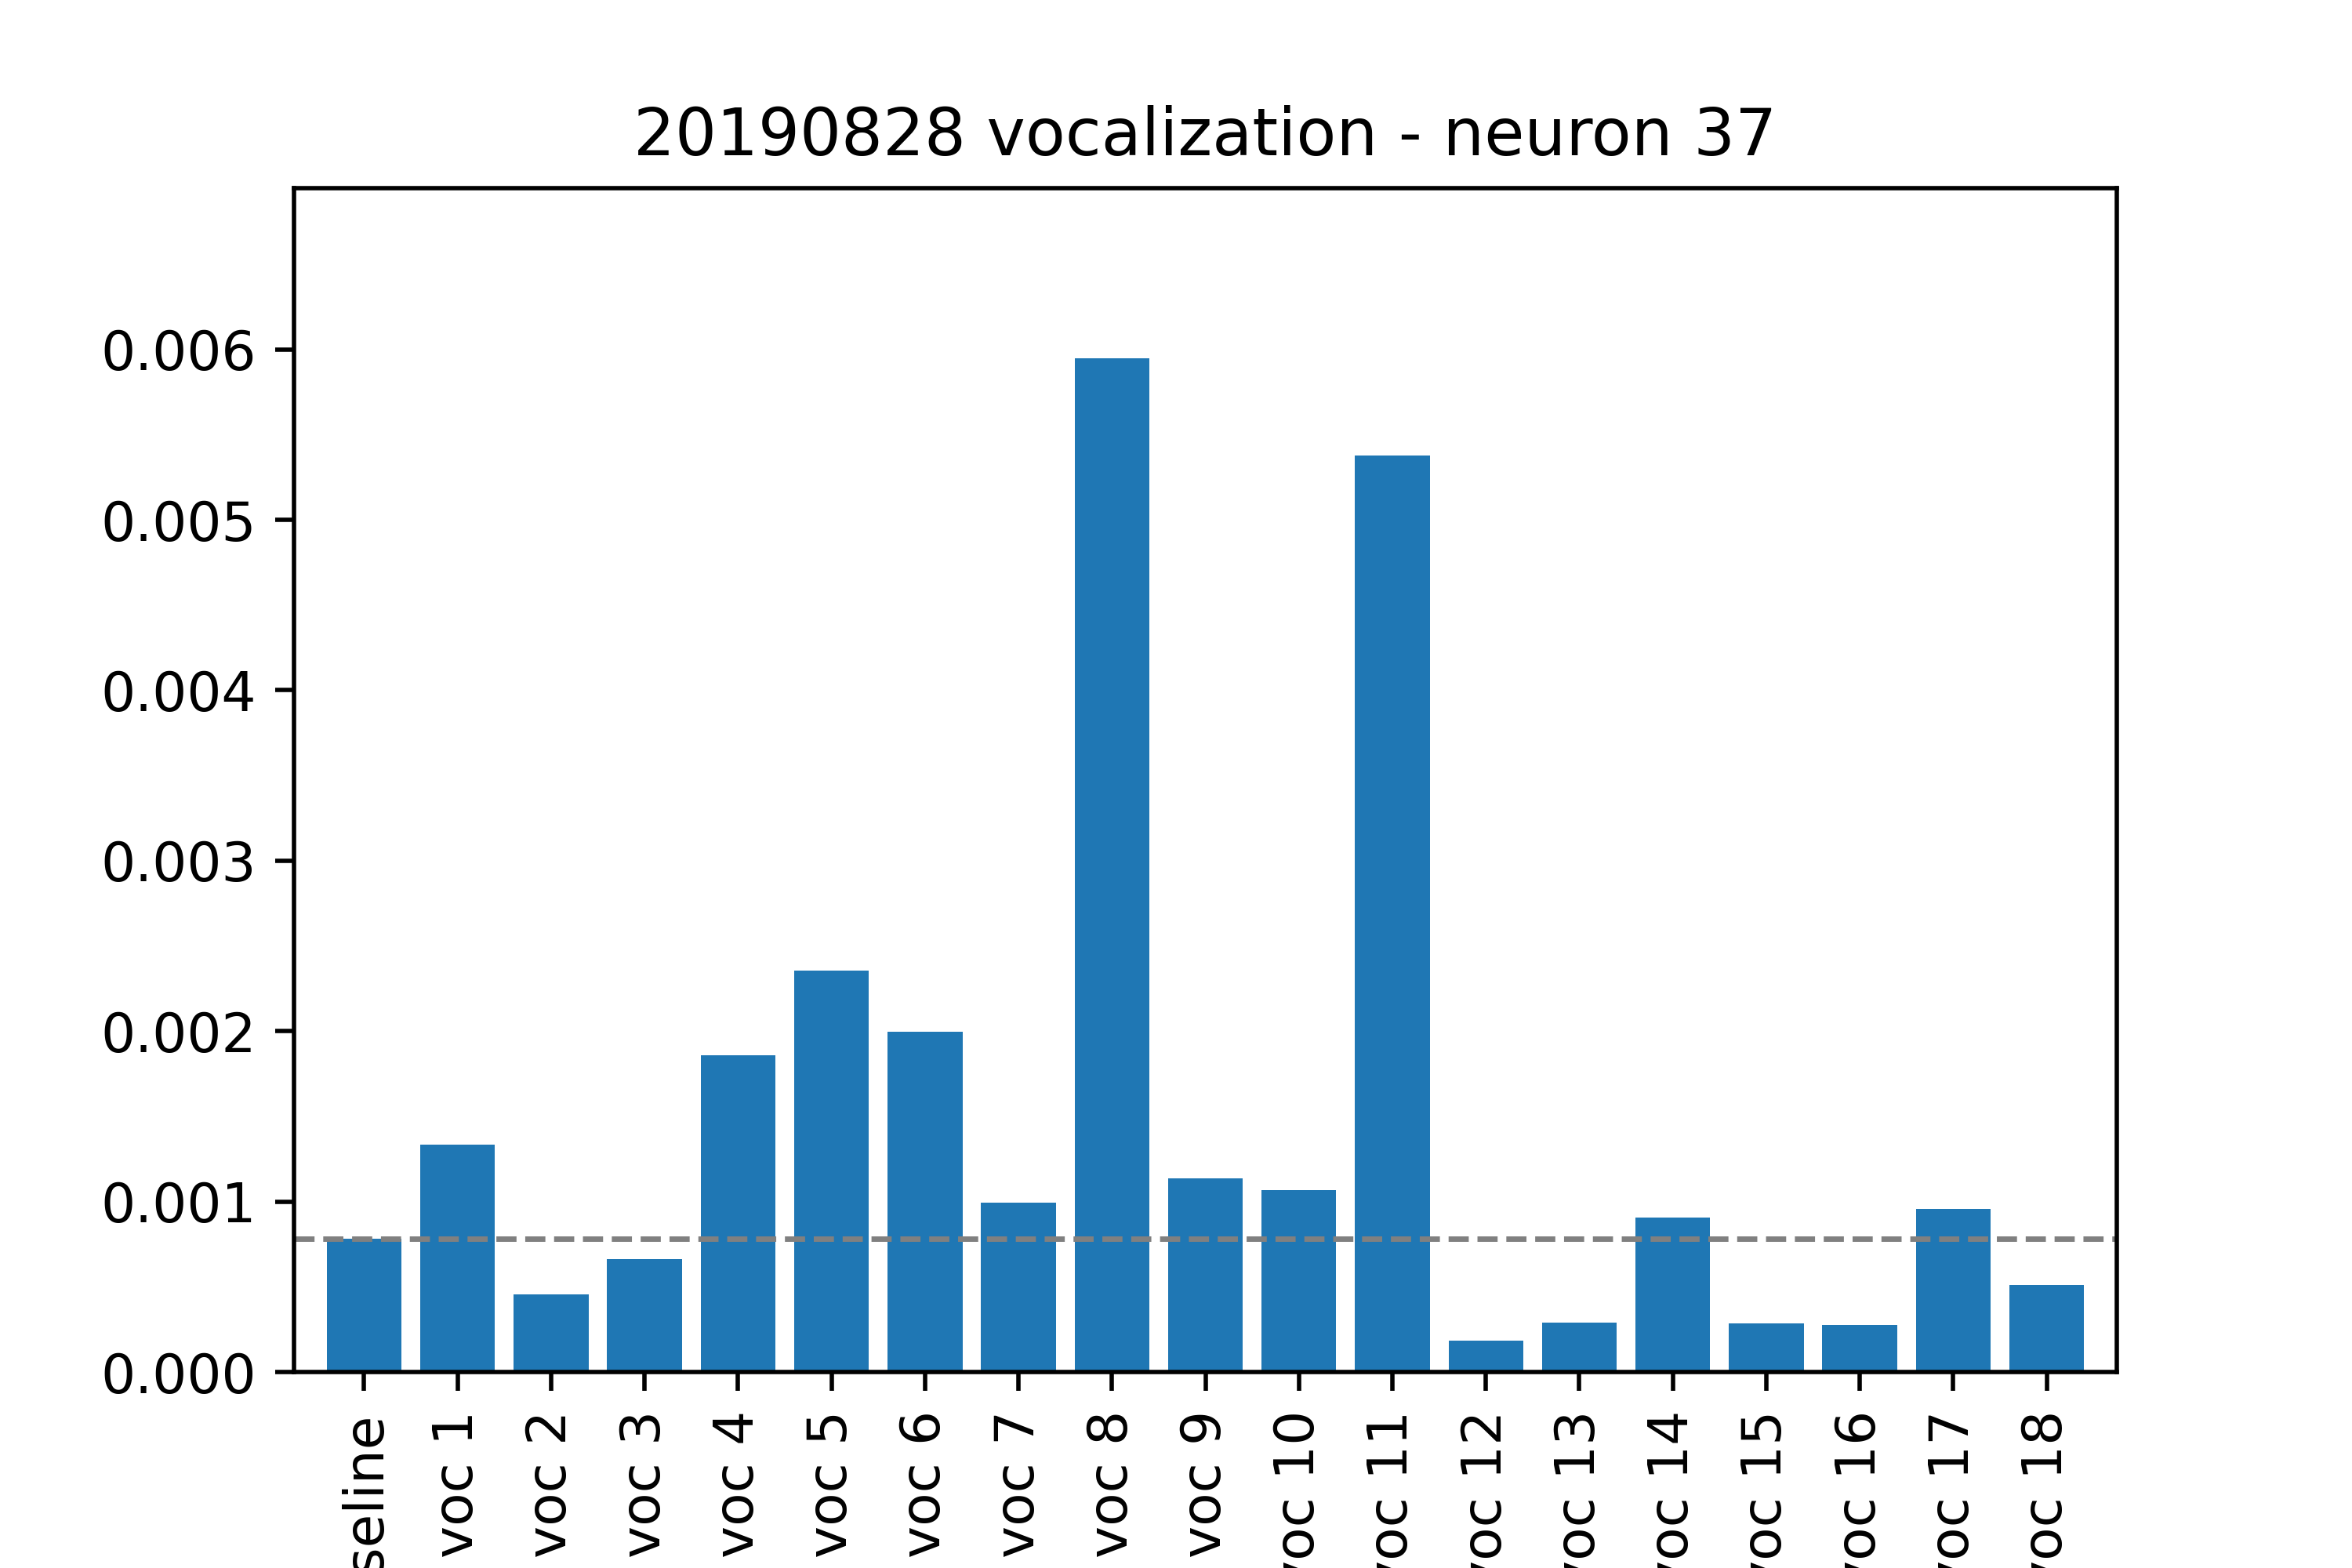 20190828 vocalization - neuron 37
0.006
0.005
0.004
0.003
0.002
0.001
0.000
seline
voc 1
voc 2
voc 3
voc 4
voc 5
voc 6
voc 7
voc 8
voc 9
voc 10
voc 11
voc 12
voc 13
voc 14
voc 15
voc 16
voc 17
voc 18